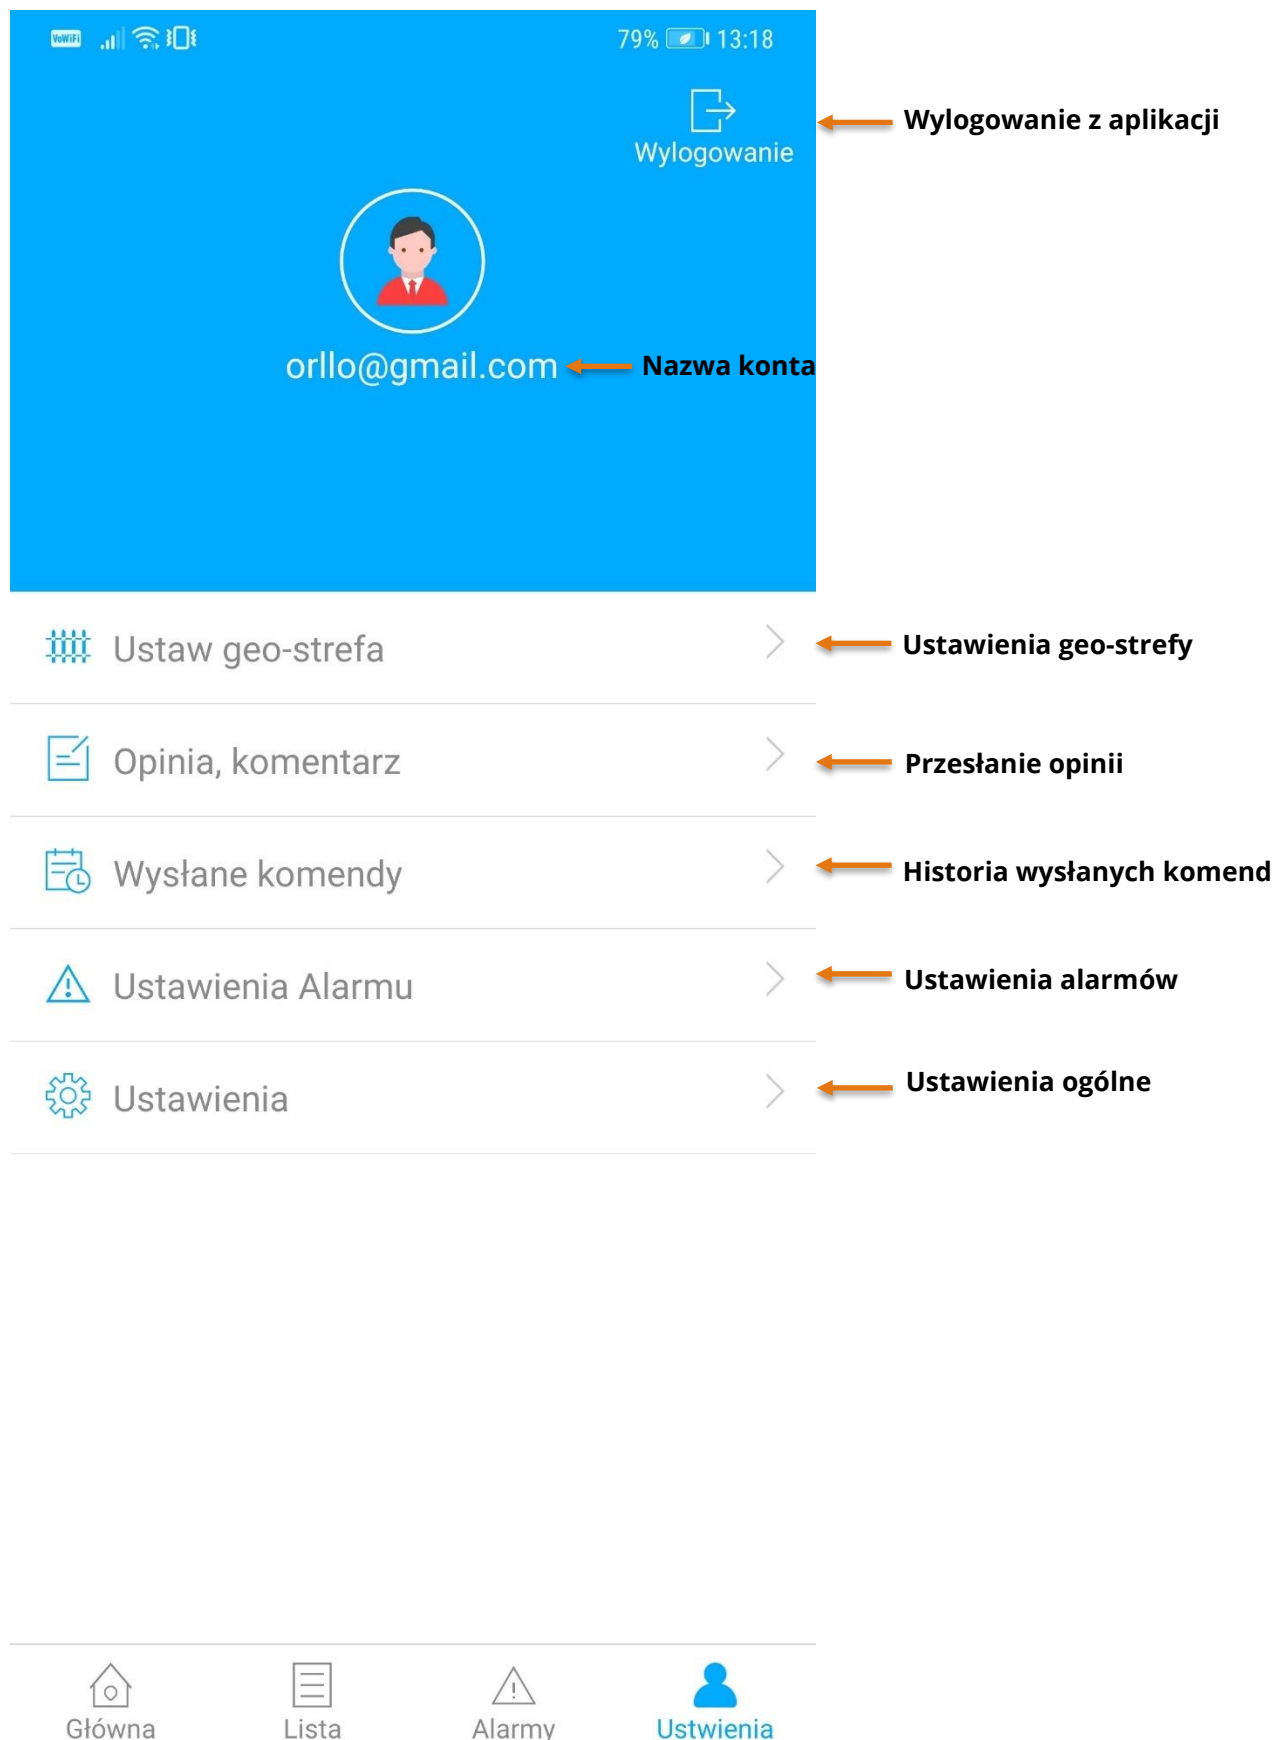 VoWiFi 79% 13:18
Wylogowanie
Wylogowanie z aplikacji
orllo@gmail.com
Nazwa konta
Ustaw geo-strefa
Ustawienia geo-strefy
Opinia, komentarz
Przesłanie opinii
Wysłane komendy
Historia wysłanych komend
Ustawienia Alarmu
Ustawienia alarmów
Ustawienia
Ustawienia ogólne
Główna
Lista
Alarmy
Ustwienia